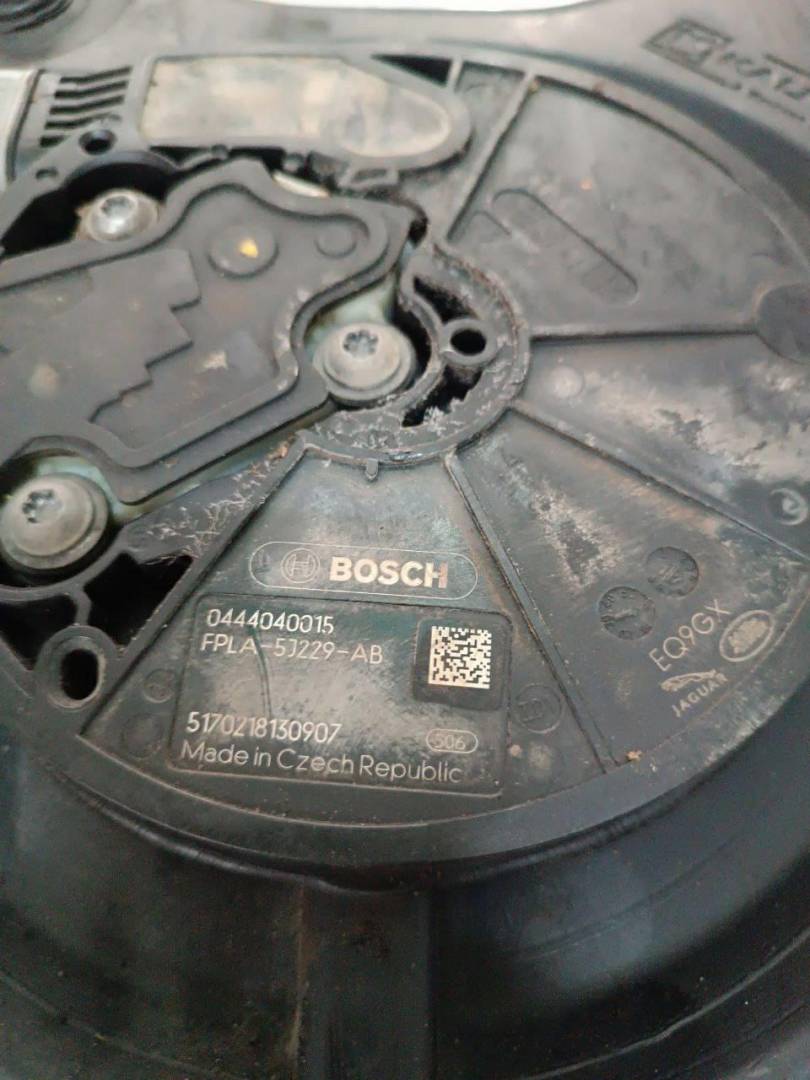 BOSCH
0444040015
FPLA-5J229-AB
5170218130907
506
Made in Czech Republic
EQ9GX
JAGUAR